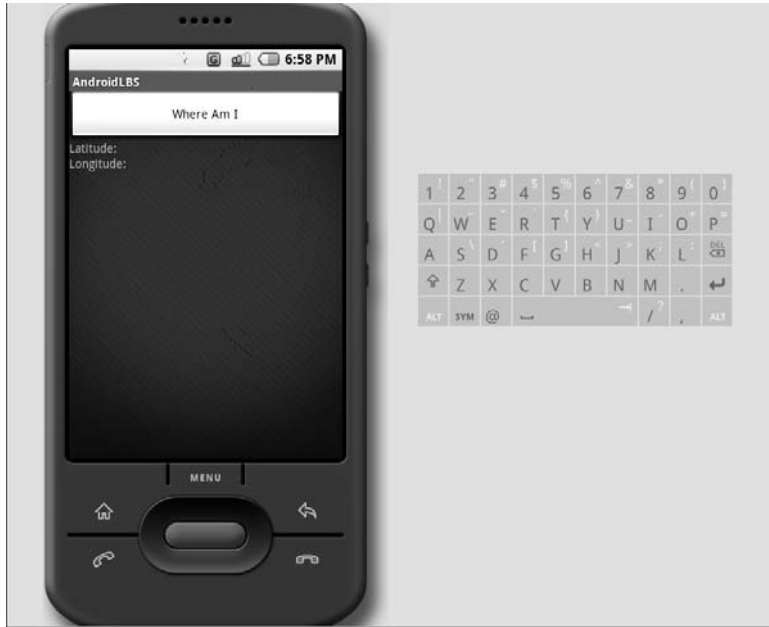 G 6:58 PM
AndroidLBS
Where Am I
Latitude:
Longitude:
MENU
1 ! 2 3 # 4 $ 5 % 6 ^ 7 & 8 * 9 ( 0 )
Q | W E R T { Y } U - I O + P =
A S \ D F [ G ] H < J > K ; L : DEL
Z X C V B N M .
ALT SYM @ / ? , ALT